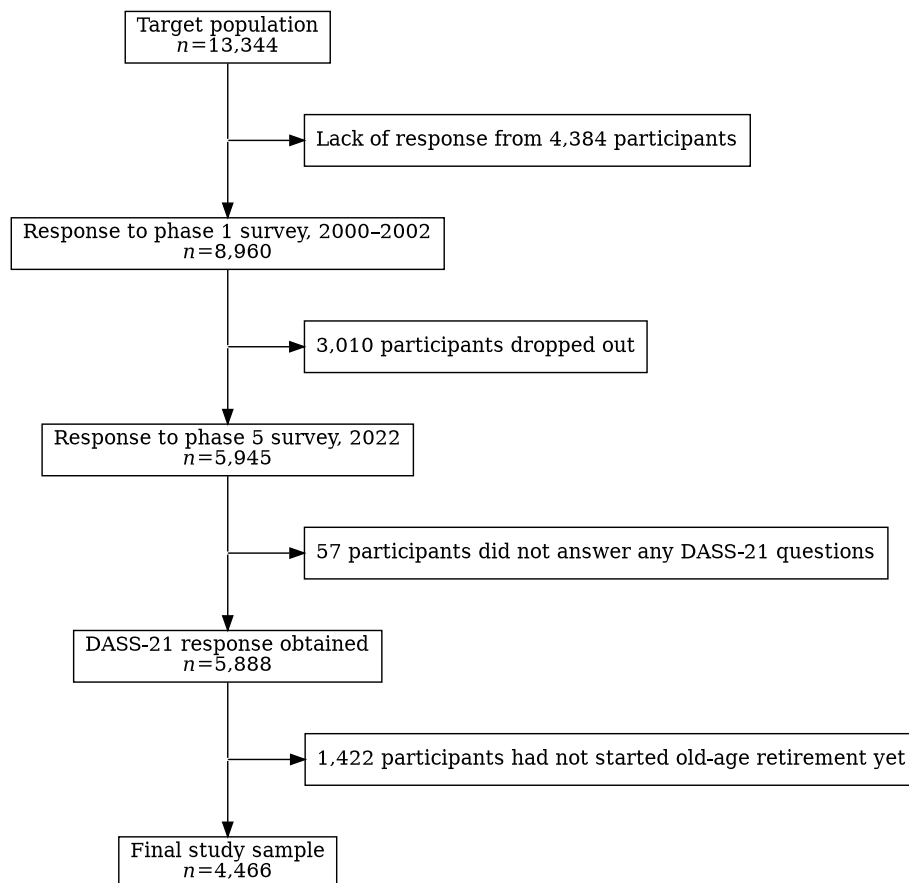 Target population
n=13,344
Lack of response from 4,384 participants
Response to phase 1 survey, 2000–2002
n=8,960
3,010 participants dropped out
Response to phase 5 survey, 2022
n=5,945
57 participants did not answer any DASS-21 questions
DASS-21 response obtained
n=5,888
1,422 participants had not started old-age retirement yet
Final study sample
n=4,466